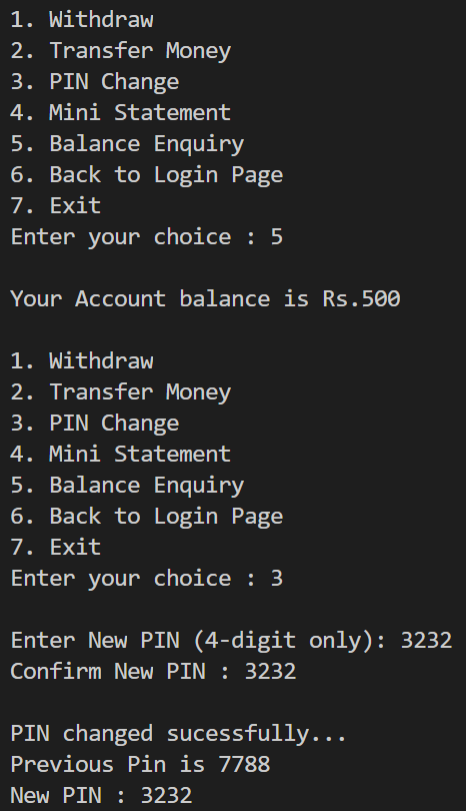 1. Withdraw
2. Transfer Money
3. PIN Change
4. Mini Statement
5. Balance Enquiry
6. Back to Login Page
7. Exit
Enter your choice : 5
Your Account balance is Rs.500
1. Withdraw
2. Transfer Money
3. PIN Change
4. Mini Statement
5. Balance Enquiry
6. Back to Login Page
7. Exit
Enter your choice : 3
Enter New PIN (4-digit only): 3232
Confirm New PIN : 3232
PIN changed sucessfully...
Previous Pin is 7788
New PIN : 3232